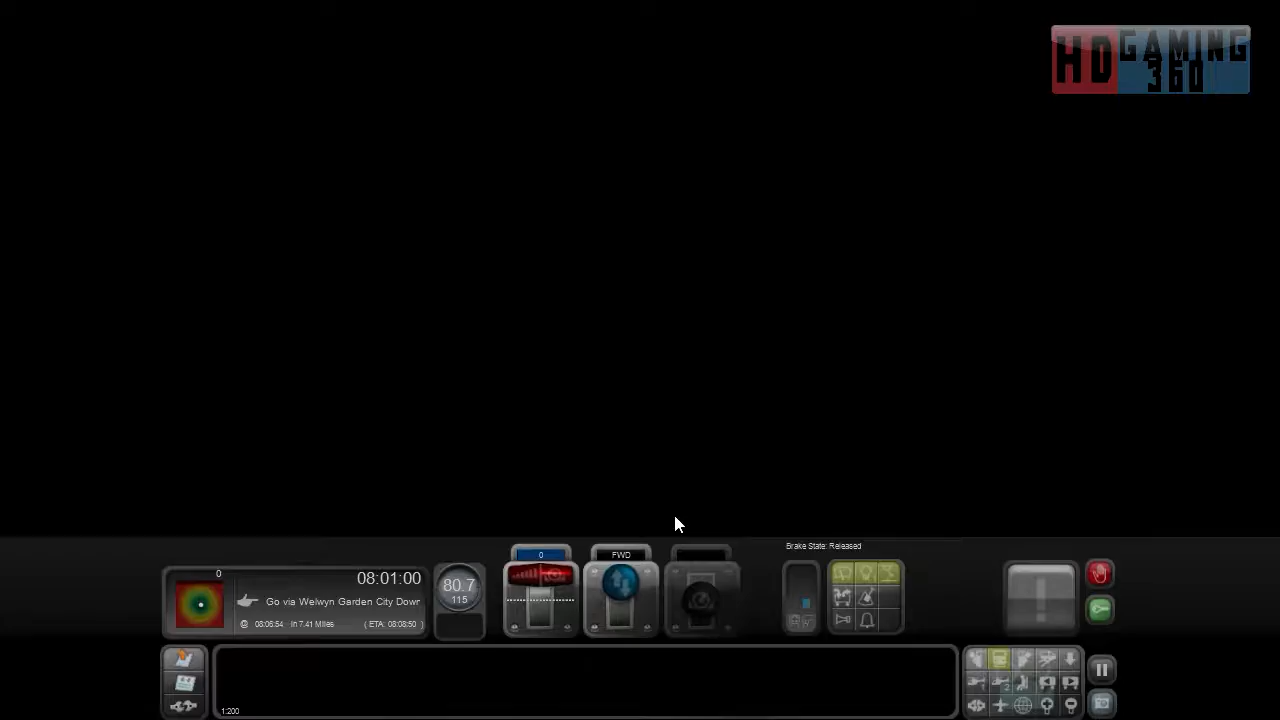 HD GAMING
360
Brake State: Released
0
FWD
0
08:01:00
80.7
115
Go via Welwyn Garden City Down
@ 08:06:54 in 7.41 Miles ( ETA: 08:08:50 )
1:200